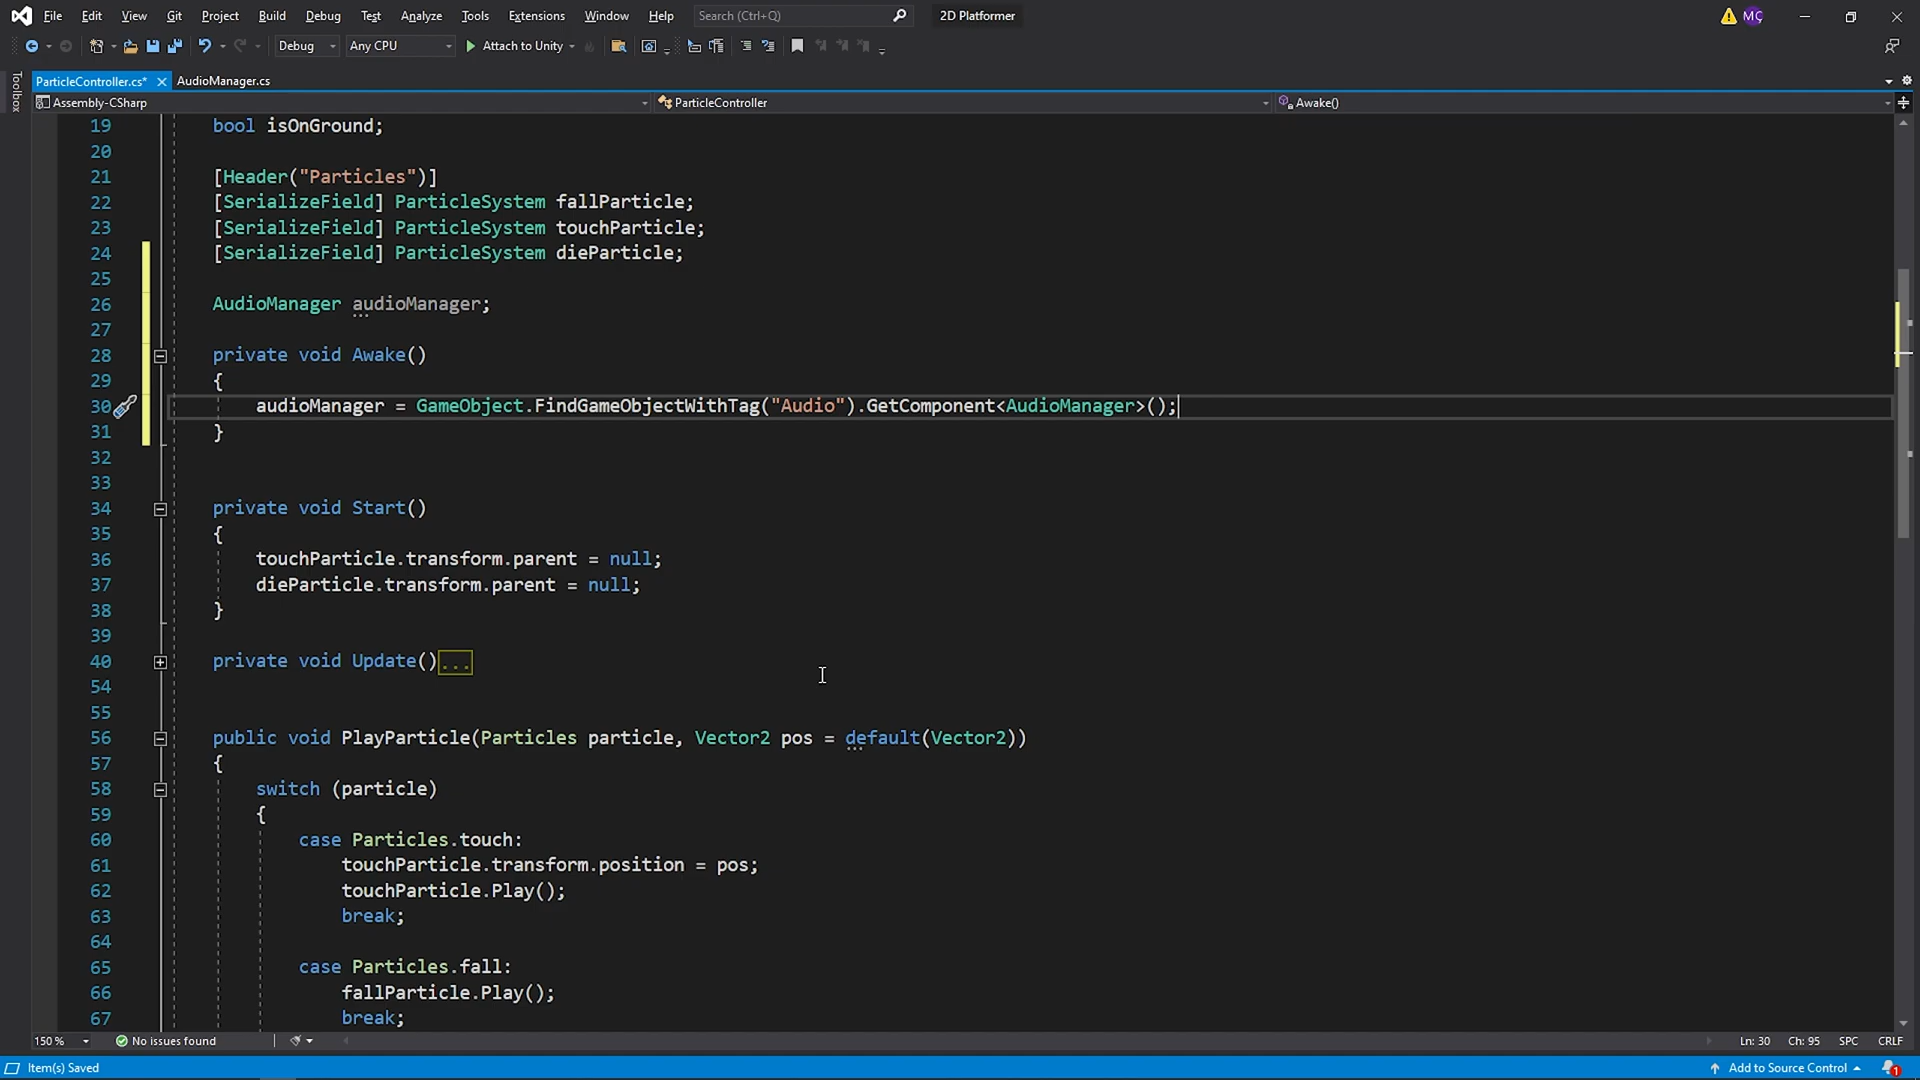 File Edit View Git Project Build Debug Test Analyze Tools Extensions Window Help Search (Ctrl+Q) 2D Platformer MÇ
Debug Any CPU Attach to Unity
Toolbox
ParticleController.cs* AudioManager.cs
Assembly-CSharp ParticleController Awake()
19 bool isOnGround;
20
21 [Header("Particles")]
22 [SerializeField] ParticleSystem fallParticle;
23 [SerializeField] ParticleSystem touchParticle;
24 [SerializeField] ParticleSystem dieParticle;
25
26 AudioManager audioManager;
27
28 private void Awake()
29 {
30 audioManager = GameObject.FindGameObjectWithTag("Audio").GetComponent<AudioManager>();
31 }
32
33
34 private void Start()
35 {
36 touchParticle.transform.parent = null;
37 dieParticle.transform.parent = null;
38 }
39
40 private void Update()...
54
55
56 public void PlayParticle(Particles particle, Vector2 pos = default(Vector2))
57 {
58 switch (particle)
59 {
60 case Particles.touch:
61 touchParticle.transform.position = pos;
62 touchParticle.Play();
63 break;
64
65 case Particles.fall:
66 fallParticle.Play();
67 break;
150 % No issues found Ln: 30 Ch: 95 SPC CRLF
Item(s) Saved Add to Source Control 1